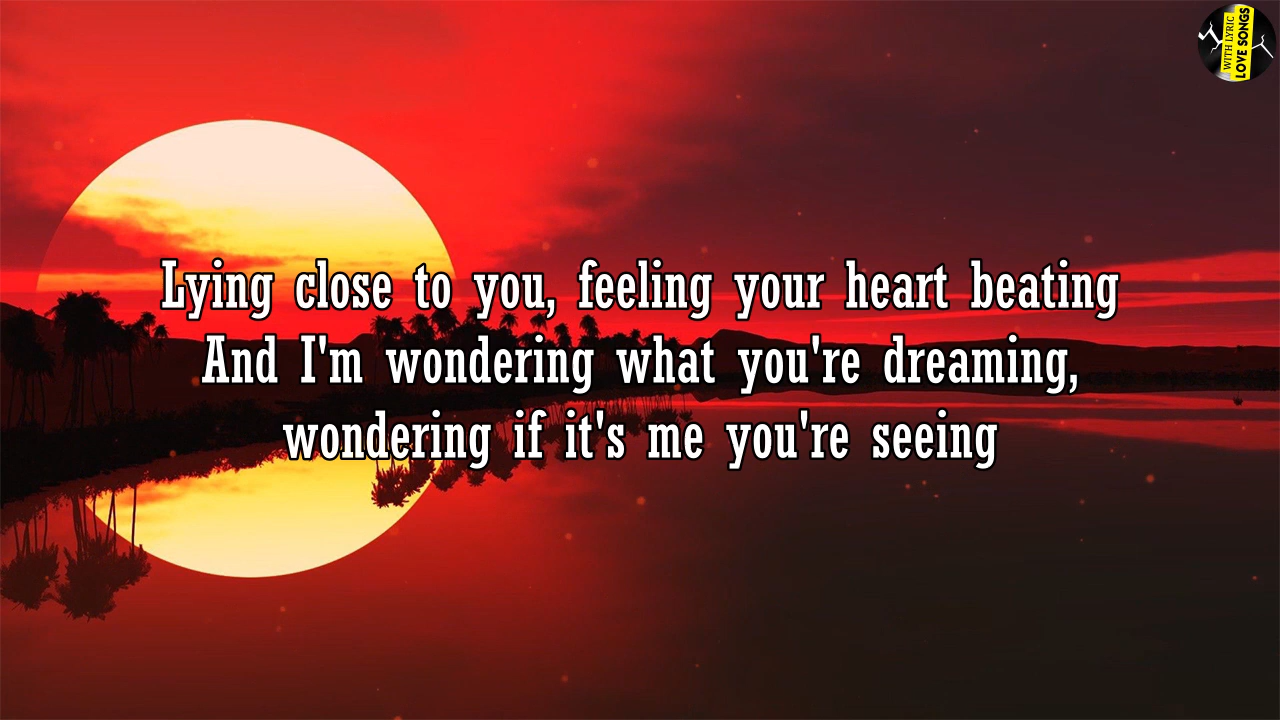 WITH LYRIC
LOVE SONGS
Lying close to you, feeling your heart beating
And I'm wondering what you're dreaming,
wondering if it's me you're seeing